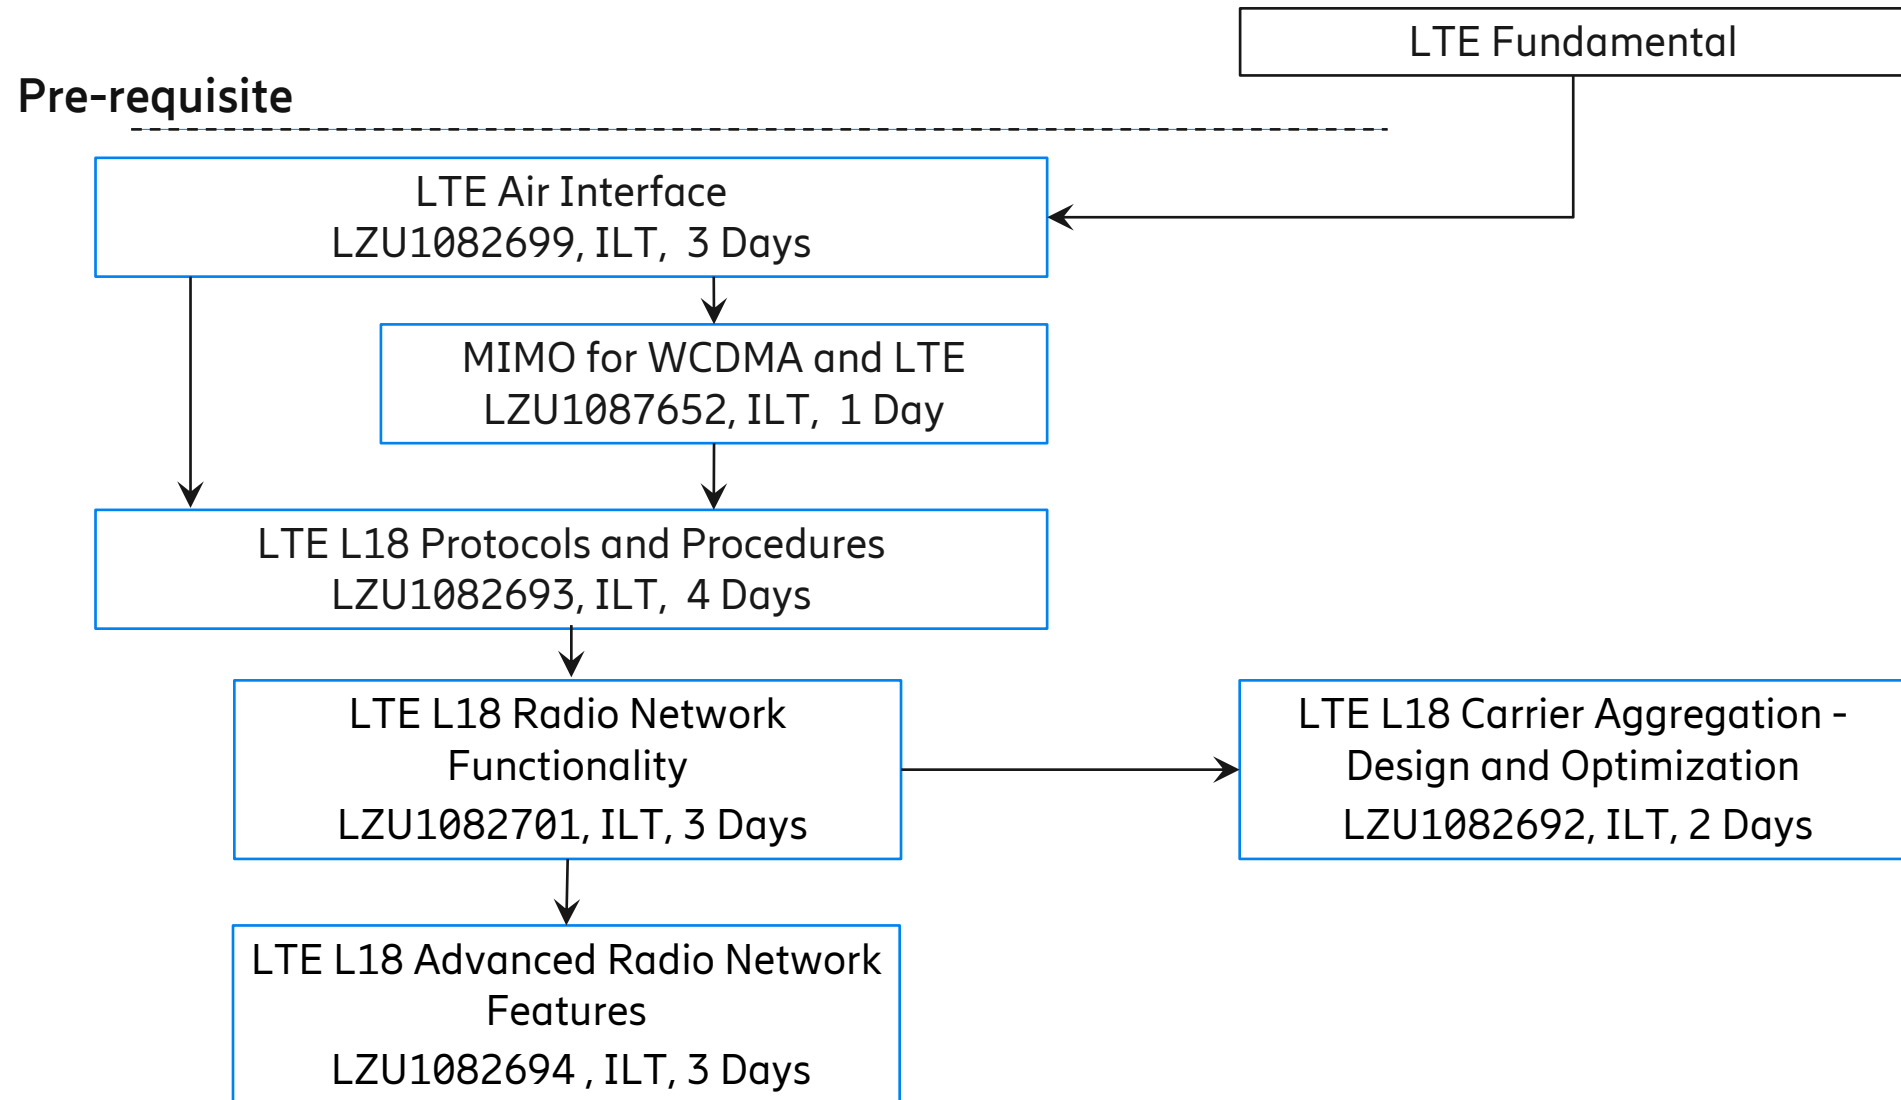 LTE Fundamental
Pre-requisite
LTE Air Interface
LZU1082699, ILT,  3 Days
MIMO for WCDMA and LTE
LZU1087652, ILT,  1 Day
LTE L18 Protocols and Procedures
LZU1082693, ILT,  4 Days
LTE L18 Radio Network
Functionality
LZU1082701, ILT, 3 Days
LTE L18 Carrier Aggregation -
Design and Optimization
LZU1082692, ILT, 2 Days
LTE L18 Advanced Radio Network
Features
LZU1082694 , ILT, 3 Days